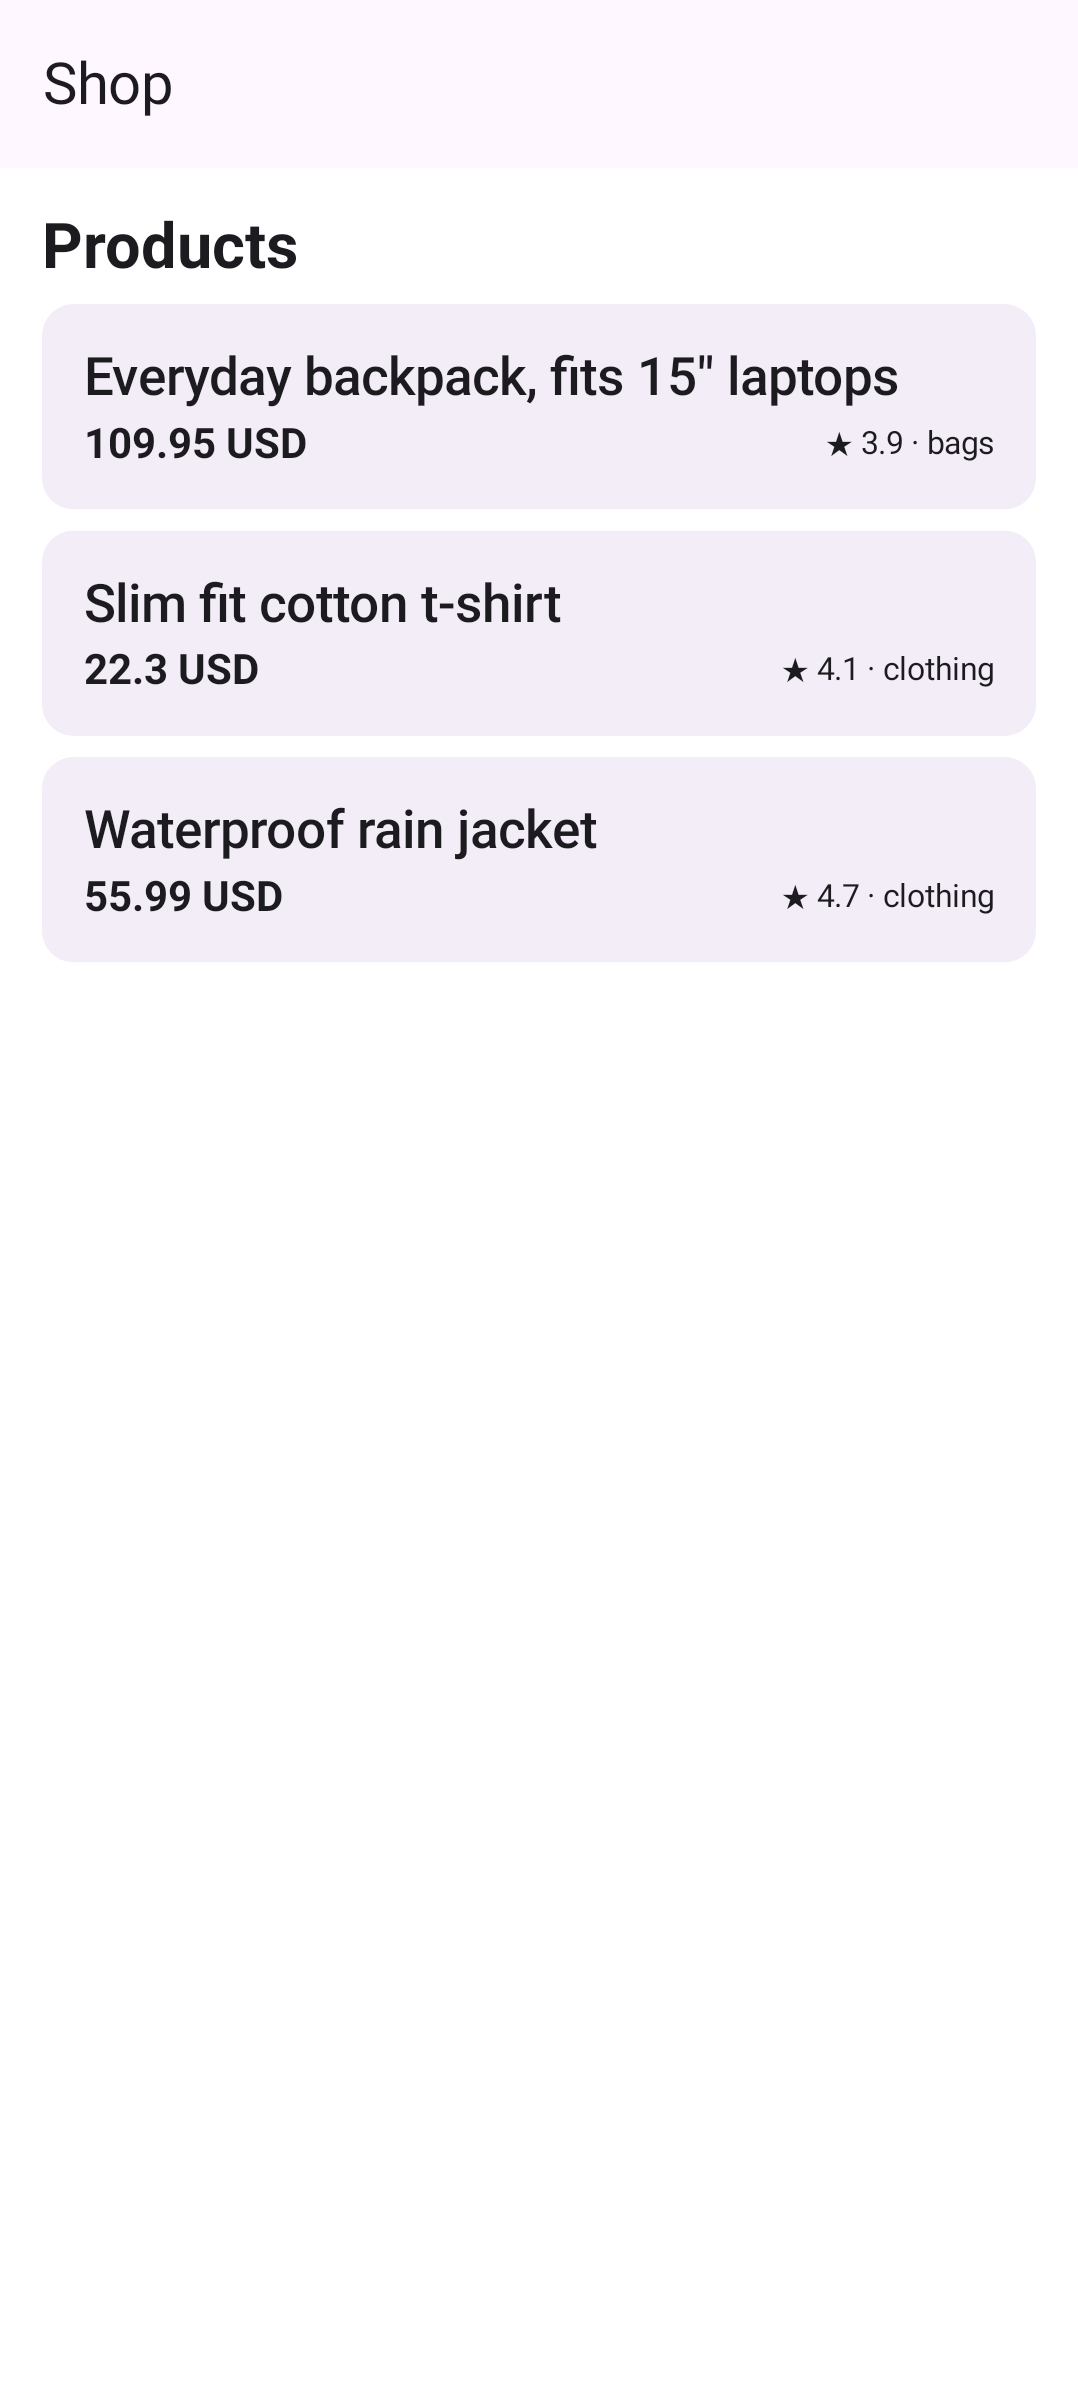 Shop
Products
Everyday backpack, fits 15" laptops
109.95 USD ★ 3.9 · bags
Slim fit cotton t-shirt
22.3 USD ★ 4.1 · clothing
Waterproof rain jacket
55.99 USD ★ 4.7 · clothing